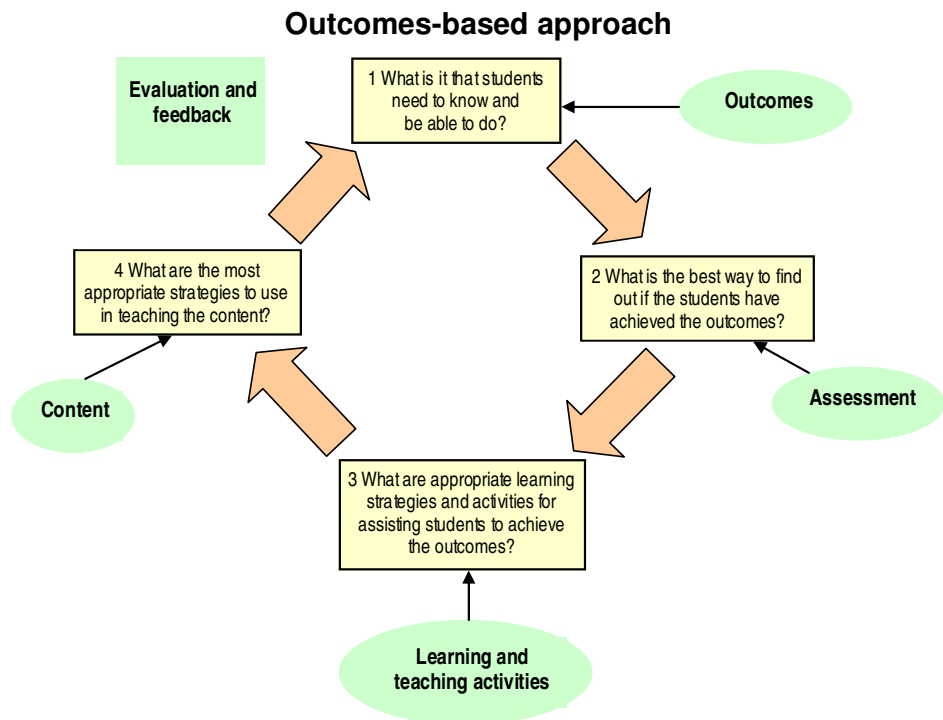 Outcomes-based approach
Evaluation and
feedback
1 What is it that students
need to know and
be able to do?
Outcomes
4 What are the most
appropriate strategies to use
in teaching the content?
2 What is the best way to find
out if the students have
achieved the outcomes?
Content
Assessment
3 What are appropriate learning
strategies and activities for
assisting students to achieve
the outcomes?
Learning and
teaching activities